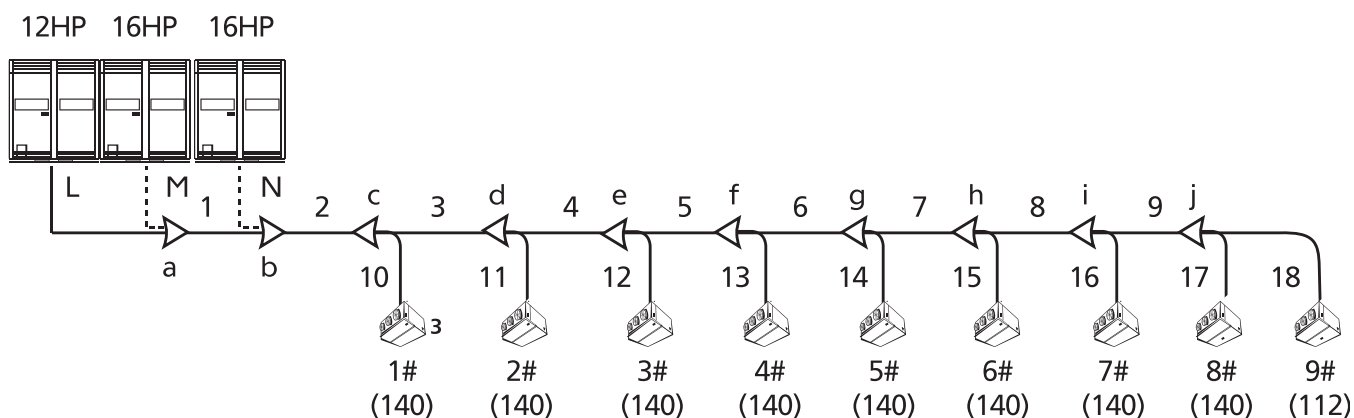 12HP 16HP 16HP
L M N c d e f g h i j
1 2 3 4 5 6 7 8 9
a b
10 11 12 13 14 15 16 17 18
3
1# 2# 3# 4# 5# 6# 7# 8# 9#
(140) (140) (140) (140) (140) (140) (140) (140) (112)